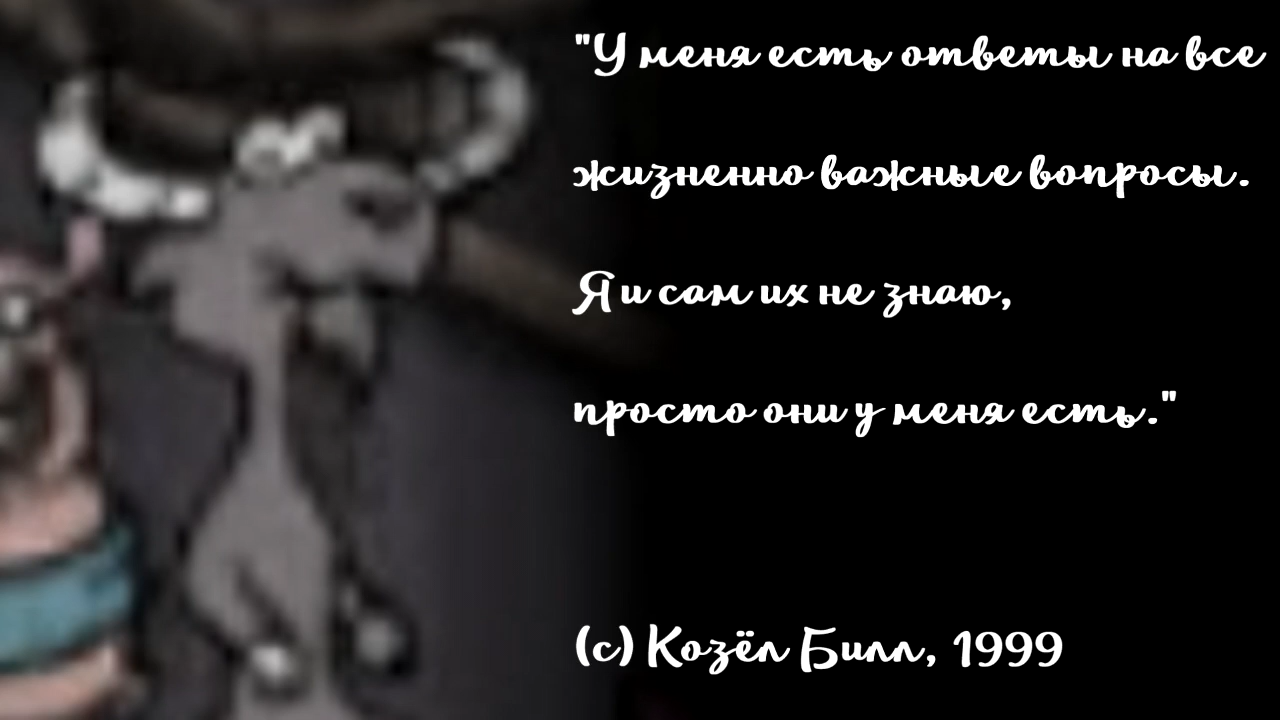 "У меня есть ответы на все
жизненно важные вопросы.
Я и сам их не знаю,
просто они у меня есть."
(с) Козёл Билл, 1999